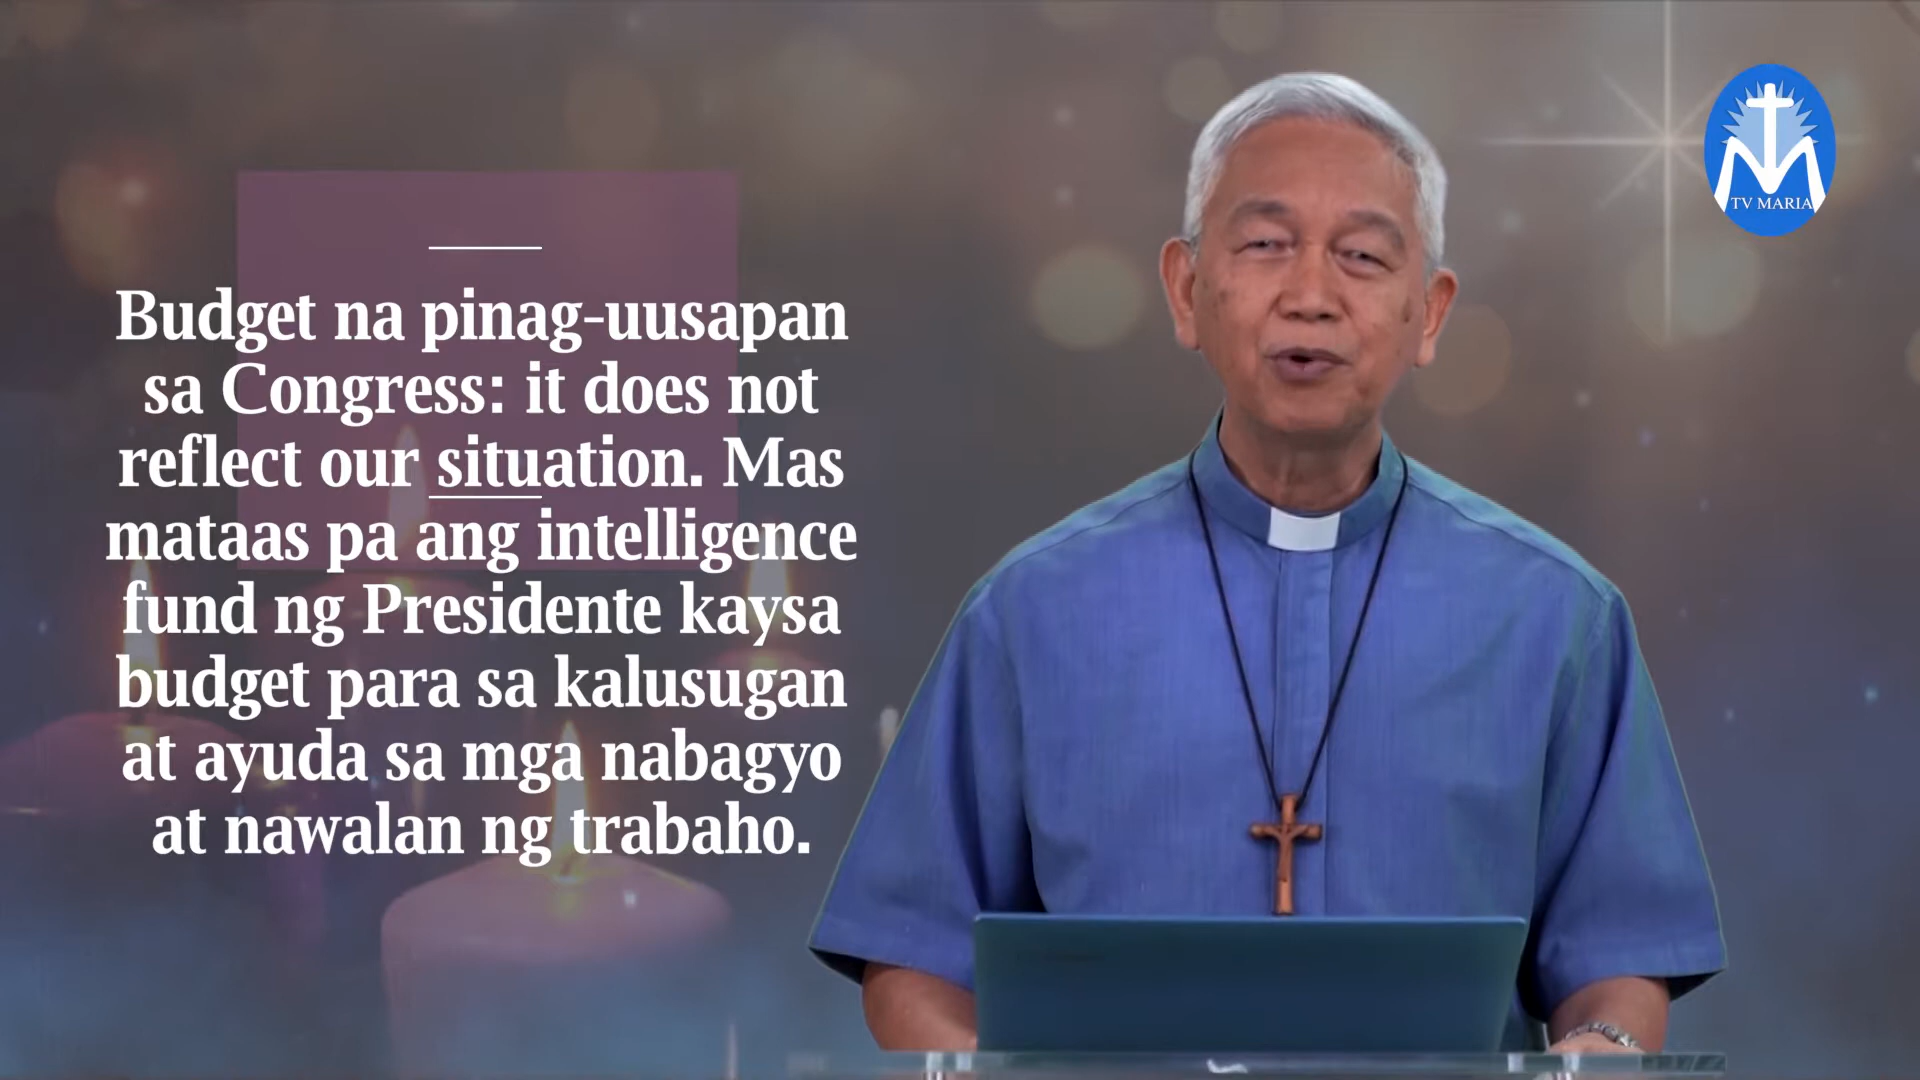 Budget na pinag-uusapan
sa Congress: it does not
reflect our situation. Mas
mataas pa ang intelligence
fund ng Presidente kaysa
budget para sa kalusugan
at ayuda sa mga nabagyo
at nawalan ng trabaho.
TV MARIA